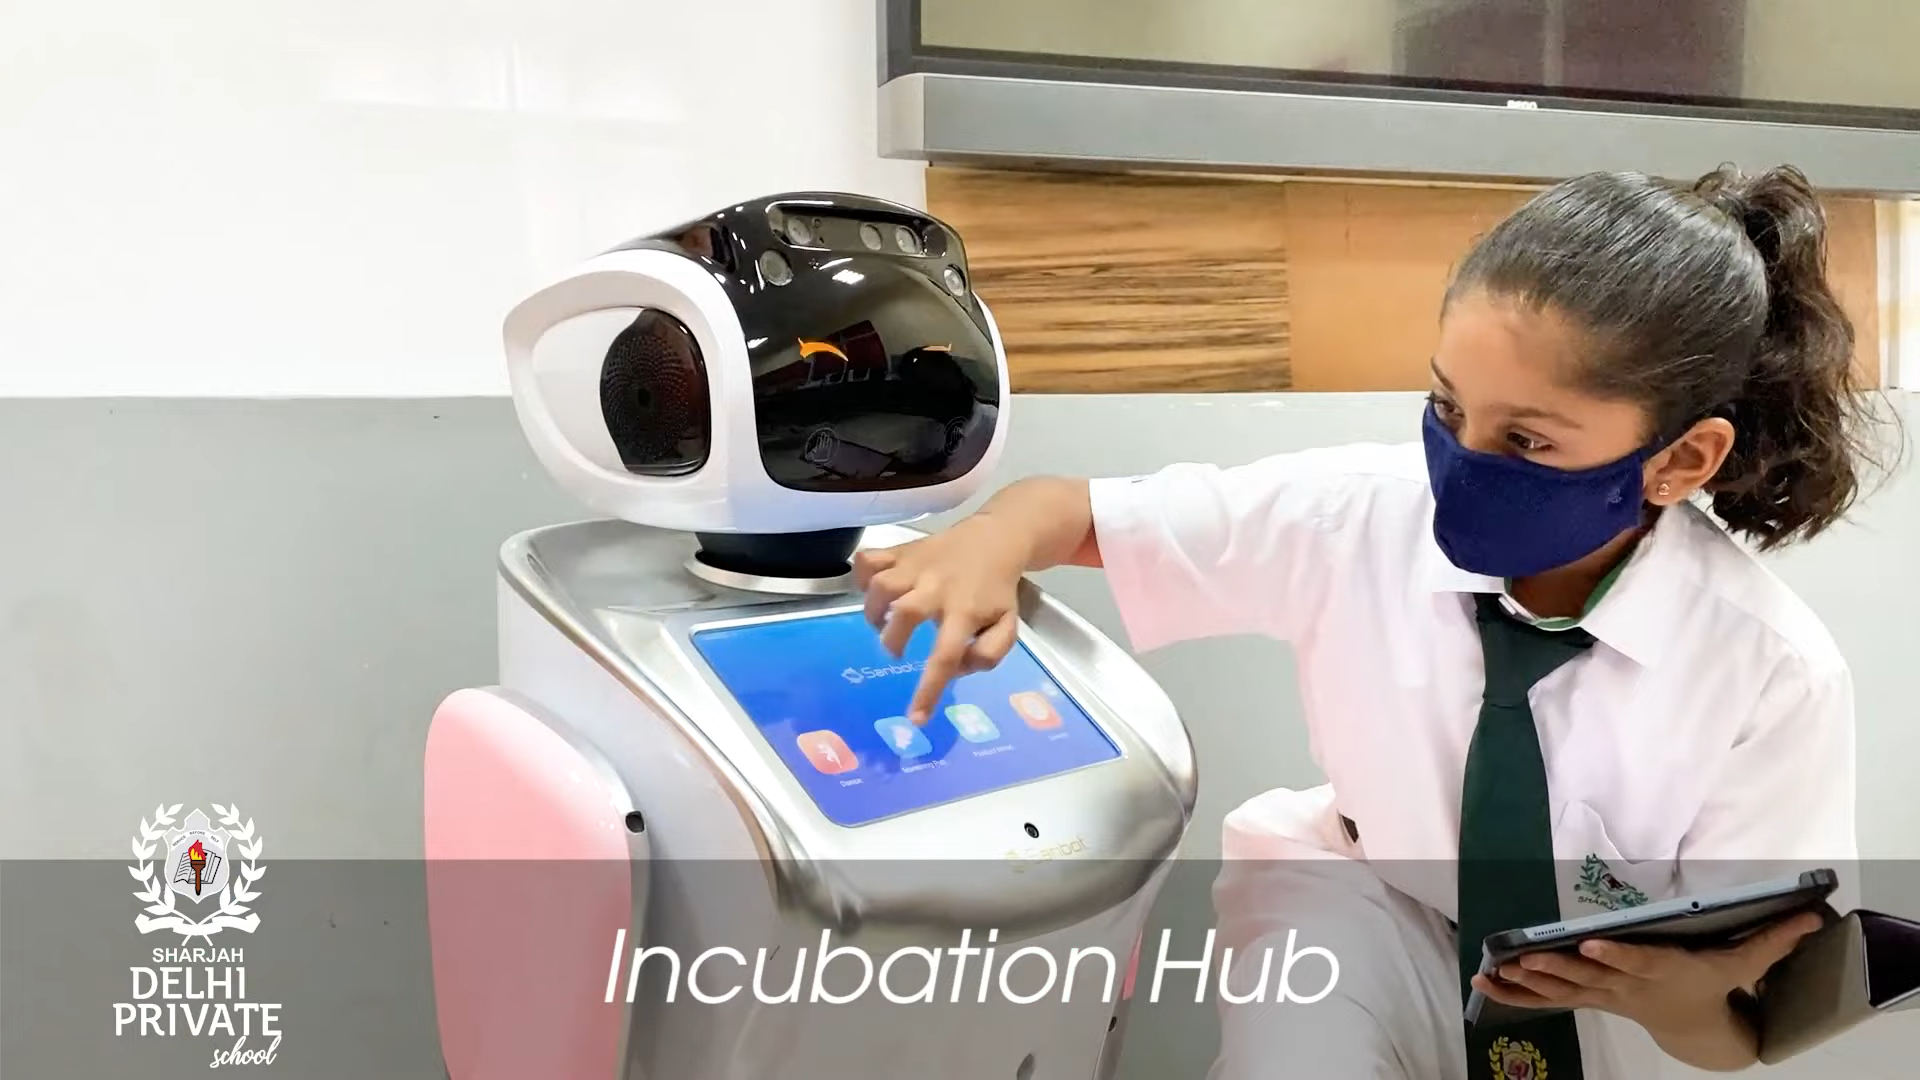 Sanbot
Dance
Sanbot
SHARJAH
DELHI
PRIVATE
school
Incubation Hub